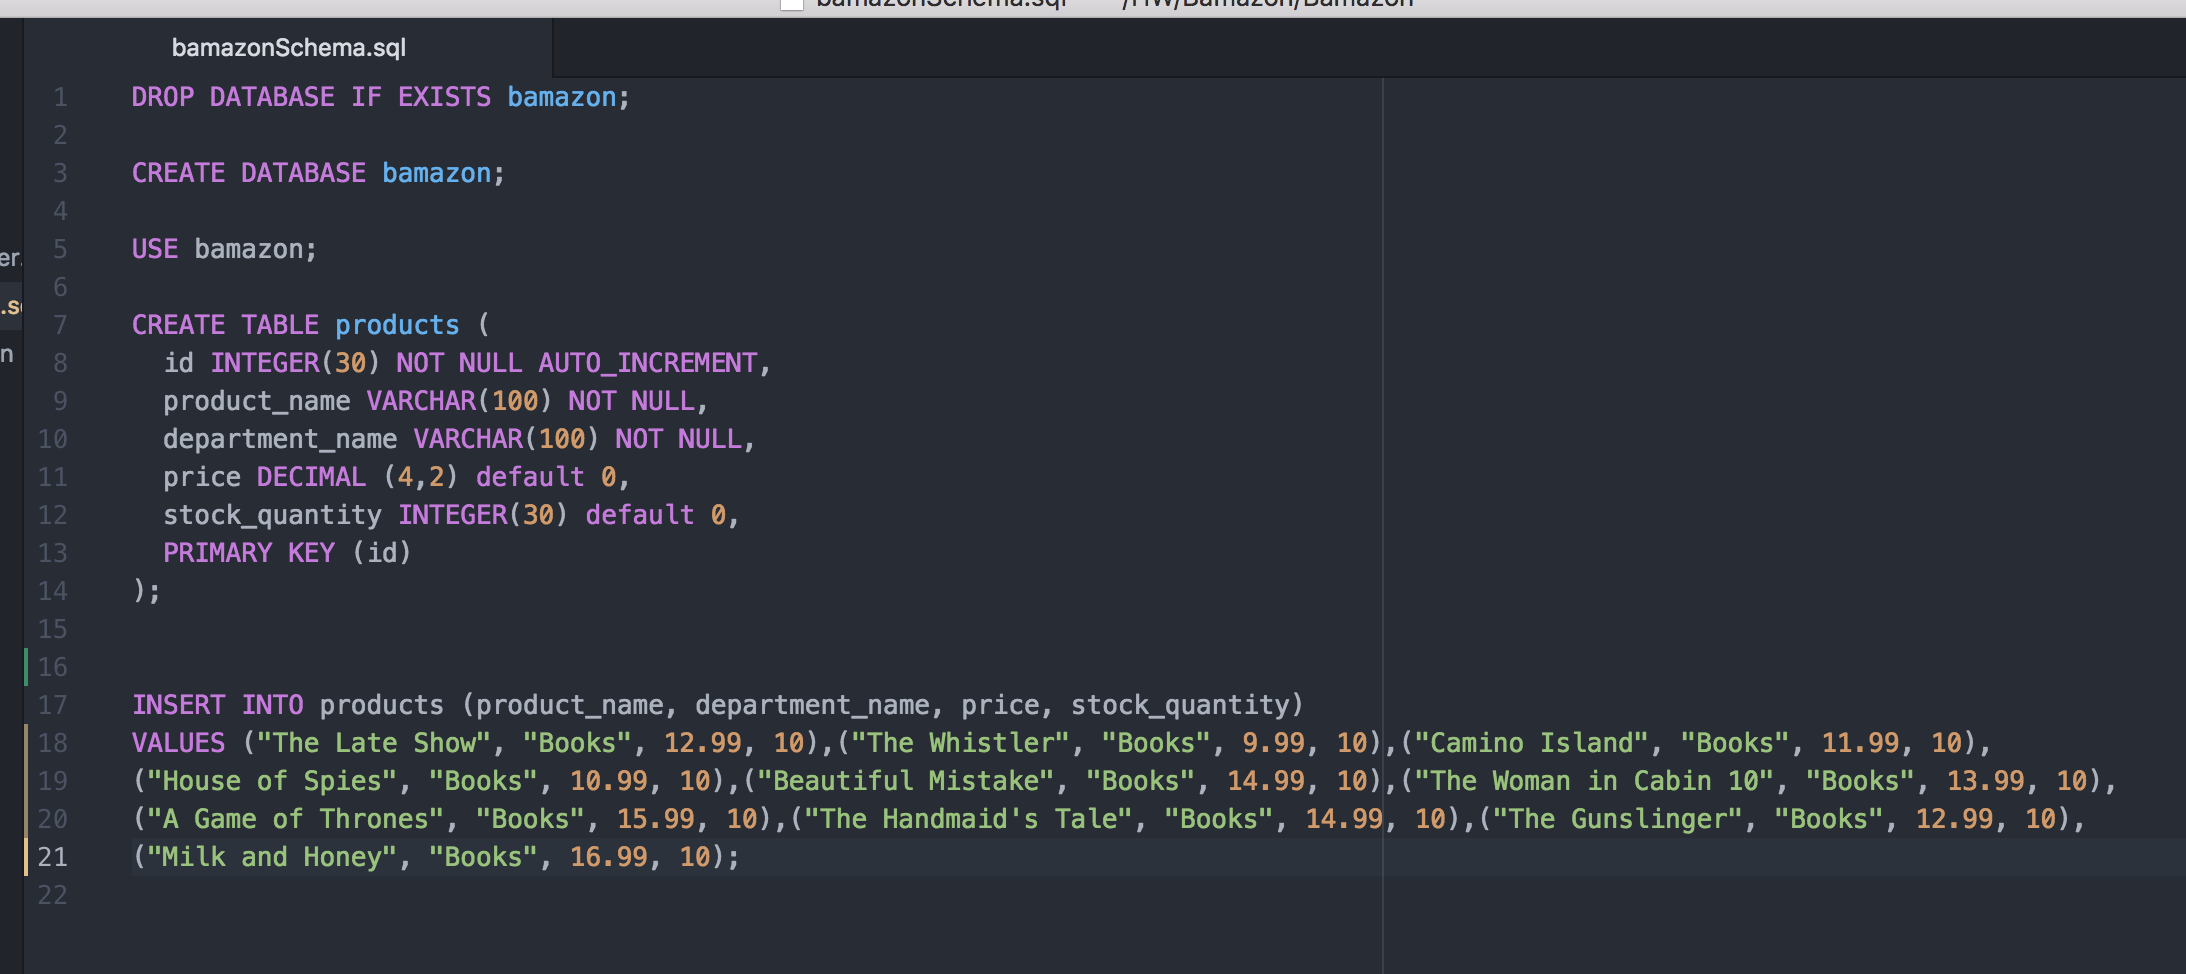 bamazonSchema.sql — ~/HW/Bamazon/Bamazon
bamazonSchema.sql
1 DROP DATABASE IF EXISTS bamazon;
2
3 CREATE DATABASE bamazon;
4
5 USE bamazon;
6
7 CREATE TABLE products (
8 id INTEGER(30) NOT NULL AUTO_INCREMENT,
9 product_name VARCHAR(100) NOT NULL,
10 department_name VARCHAR(100) NOT NULL,
11 price DECIMAL (4,2) default 0,
12 stock_quantity INTEGER(30) default 0,
13 PRIMARY KEY (id)
14 );
15
16
17 INSERT INTO products (product_name, department_name, price, stock_quantity)
18 VALUES ("The Late Show", "Books", 12.99, 10),("The Whistler", "Books", 9.99, 10),("Camino Island", "Books", 11.99, 10),
19 ("House of Spies", "Books", 10.99, 10),("Beautiful Mistake", "Books", 14.99, 10),("The Woman in Cabin 10", "Books", 13.99, 10),
20 ("A Game of Thrones", "Books", 15.99, 10),("The Handmaid's Tale", "Books", 14.99, 10),("The Gunslinger", "Books", 12.99, 10),
21 ("Milk and Honey", "Books", 16.99, 10);
22
er.
n